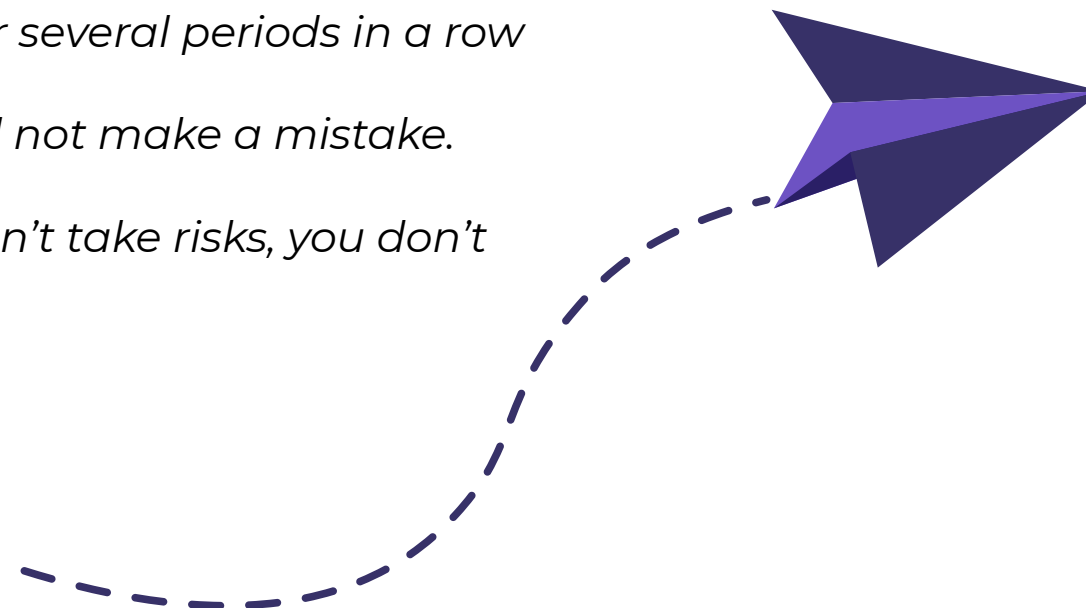 several periods in a row
not make a mistake.
n’t take risks, you don’t